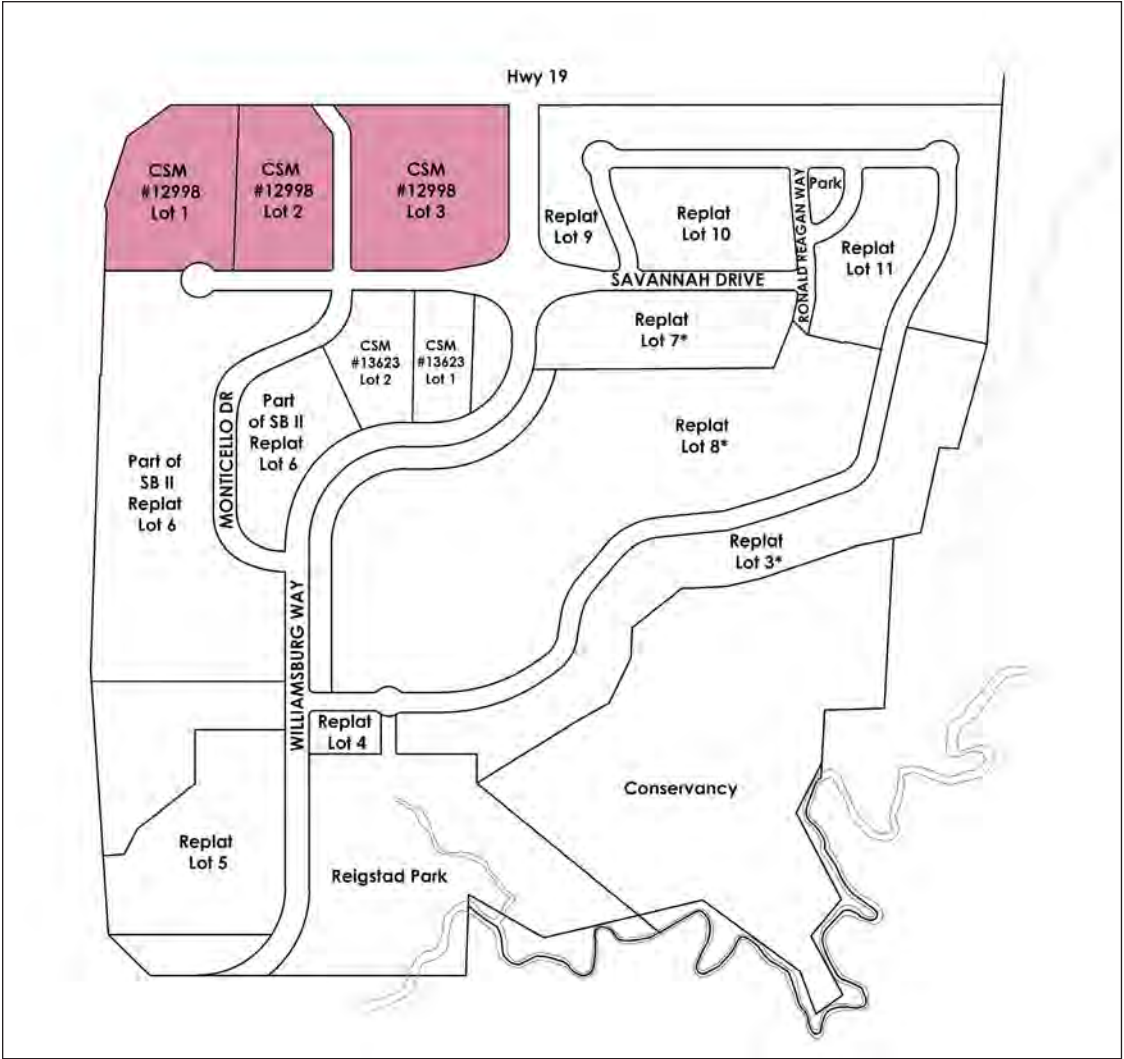 Hwy 19
CSM
#12998
Lot 1
CSM
#12998
Lot 2
CSM
#12998
Lot 3
Replat
Lot 9
Replat
Lot 10
RONALD REAGAN WAY
Park
Replat
Lot 11
SAVANNAH DRIVE
Replat
Lot 7*
CSM
#13623
Lot 2
CSM
#13623
Lot 1
MONTICELLO DR
Part
of SB II
Replat
Lot 6
Part of
SB II
Replat
Lot 6
Replat
Lot 8*
Replat
Lot 3*
WILLIAMSBURG WAY
Replat
Lot 4
Conservancy
Replat
Lot 5
Reigstad Park